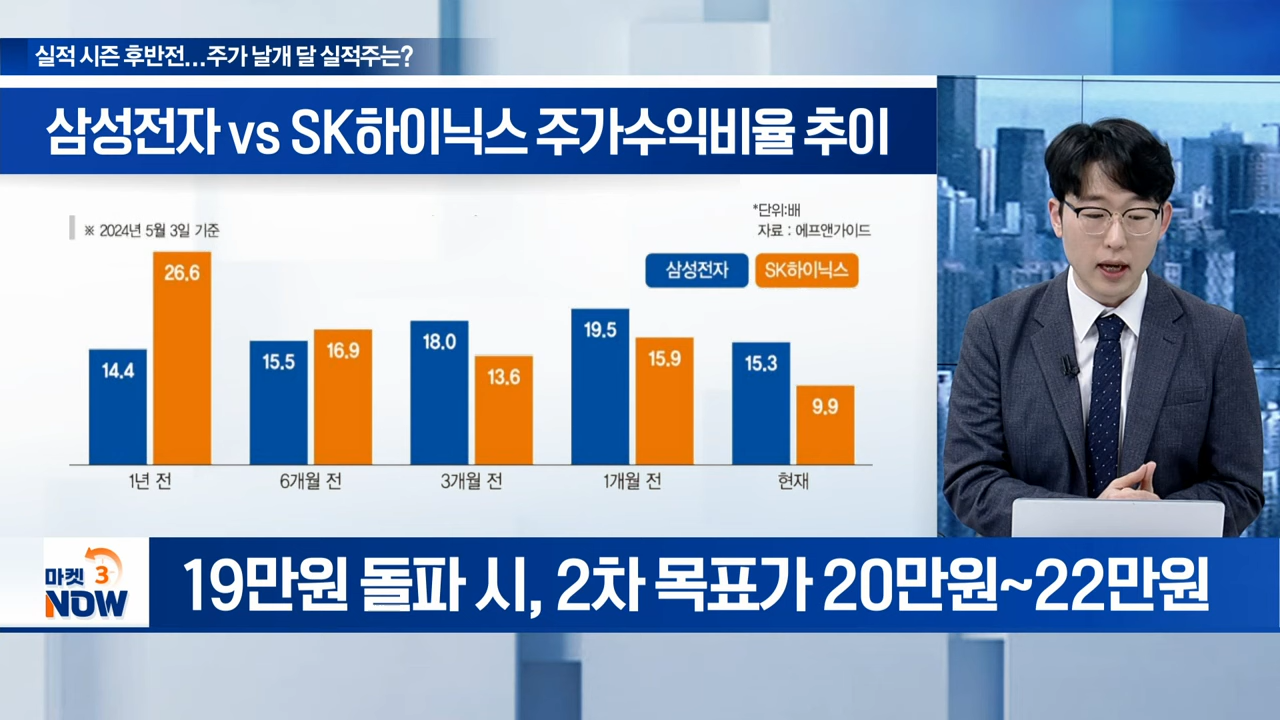 실적 시즌 후반전...주가 날개 달 실적주는?
삼성전자 vs SK하이닉스 주가수익비율 추이
※ 2024년 5월 3일 기준
*단위:배
자료 : 에프앤가이드
삼성전자 SK하이닉스
14.4 26.6 15.5 16.9 18.0 13.6 19.5 15.9 15.3 9.9
1년 전 6개월 전 3개월 전 1개월 전 현재
마켓 3
NOW
19만원 돌파 시, 2차 목표가 20만원~22만원